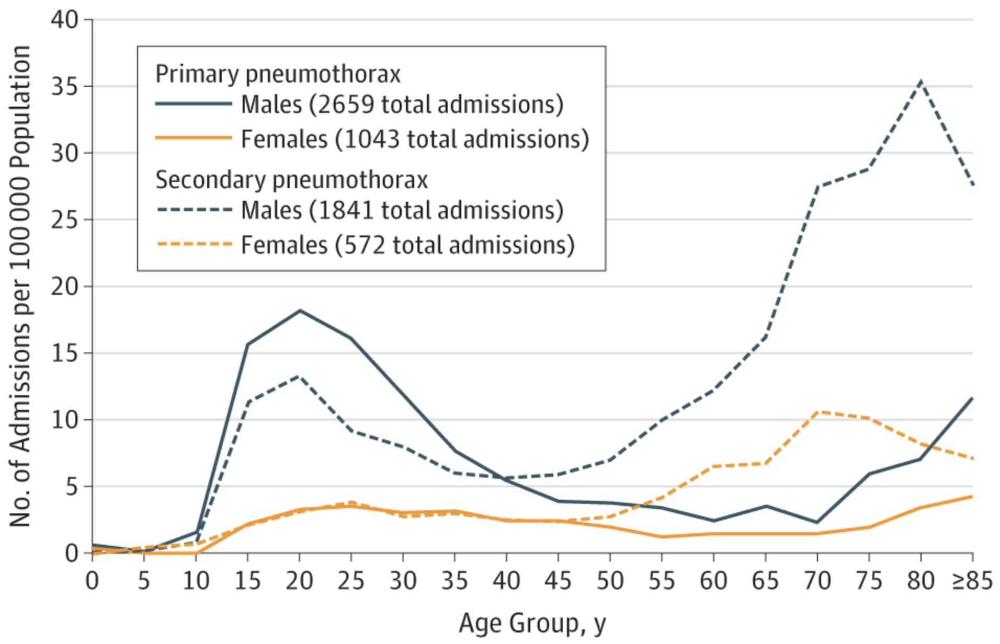 No. of Admissions per 100 000 Population
40
35
30
25
20
15
10
5
0
Primary pneumothorax
Males (2659 total admissions)
Females (1043 total admissions)
Secondary pneumothorax
Males (1841 total admissions)
Females (572 total admissions)
0 5 10 15 20 25 30 35 40 45 50 55 60 65 70 75 80 ≥85
Age Group, y